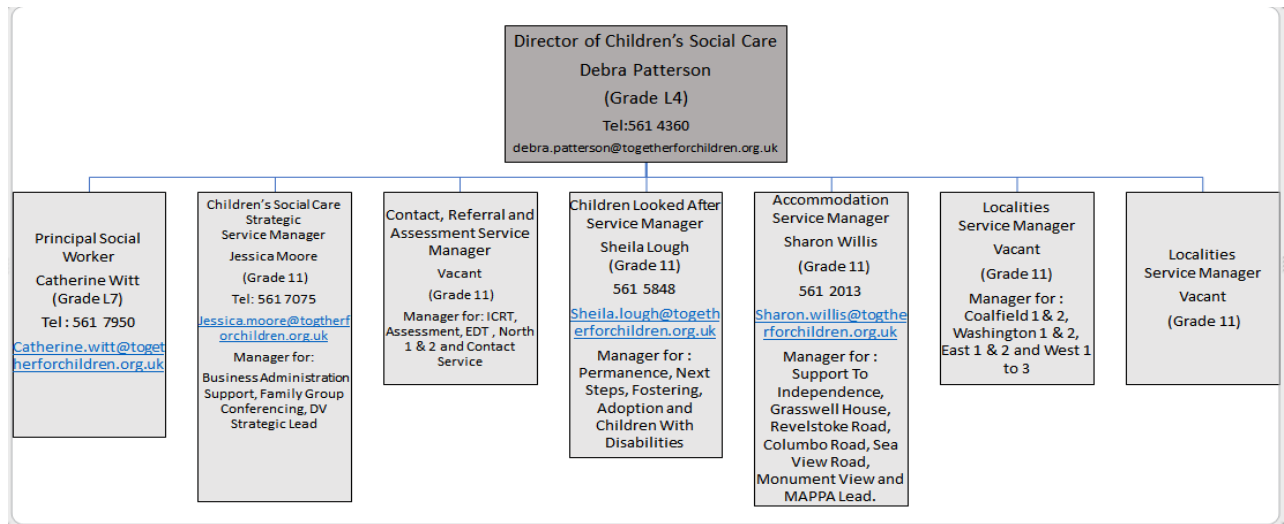 Director of Children's Social Care
Debra Patterson
(Grade L4)
Tel:561 4360
debra.patterson@togetherforchildren.org.uk
Principal Social
Worker
Catherine Witt
(Grade L7)
Tel : 561 7950
Catherine.witt@toget
herforchildren.org.uk
Children's Social Care
Strategic
Service Manager
Jessica Moore
(Grade 11)
Tel: 561 7075
Jessica.moore@togtherf
orchildren.org.uk
Manager for:
Business Administration
Support, Family Group
Conferencing, DV
Strategic Lead
Contact, Referral and
Assessment Service
Manager
Vacant
(Grade 11)
Manager for: ICRT,
Assessment, EDT , North
1 & 2 and Contact
Service
Children Looked After
Service Manager
Sheila Lough
(Grade 11)
561 5848
Sheila.lough@togeth
erforchildren.org.uk
Manager for :
Permanence, Next
Steps, Fostering,
Adoption and
Children With
Disabilities
Accommodation
Service Manager
Sharon Willis
(Grade 11)
561 2013
Sharon.willis@togthe
rforchildren.org.uk
Manager for :
Support To
Independence,
Grasswell House,
Revelstoke Road,
Columbo Road, Sea
View Road,
Monument View and
MAPPA Lead.
Localities
Service Manager
Vacant
(Grade 11)
Manager for :
Coalfield 1 & 2,
Washington 1 & 2,
East 1 & 2 and West 1
to 3
Localities
Service Manager
Vacant
(Grade 11)